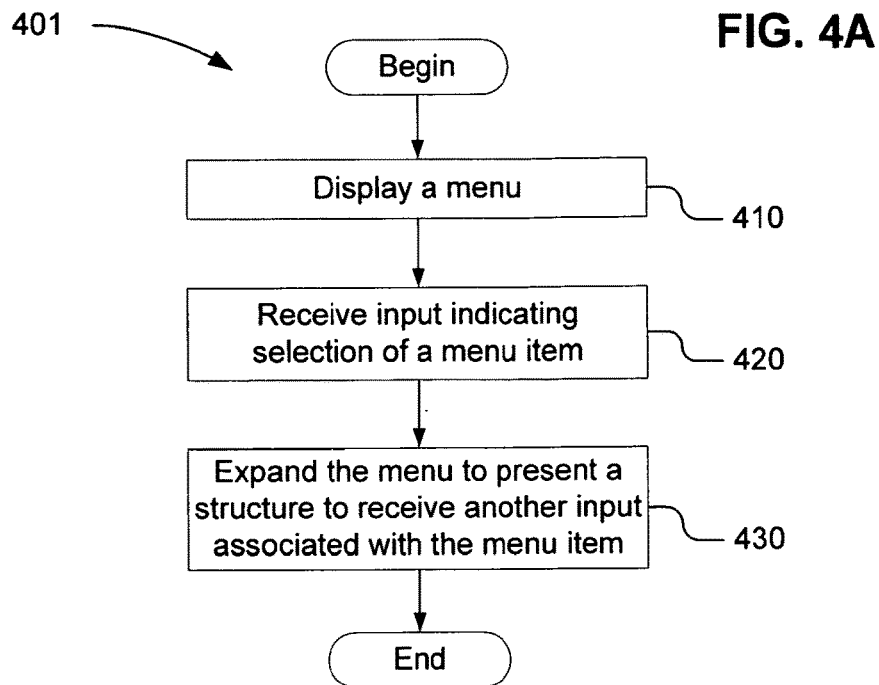 401
FIG. 4A
Begin
Display a menu
410
Receive input indicating
selection of a menu item
420
Expand the menu to present a
structure to receive another input
associated with the menu item
430
End